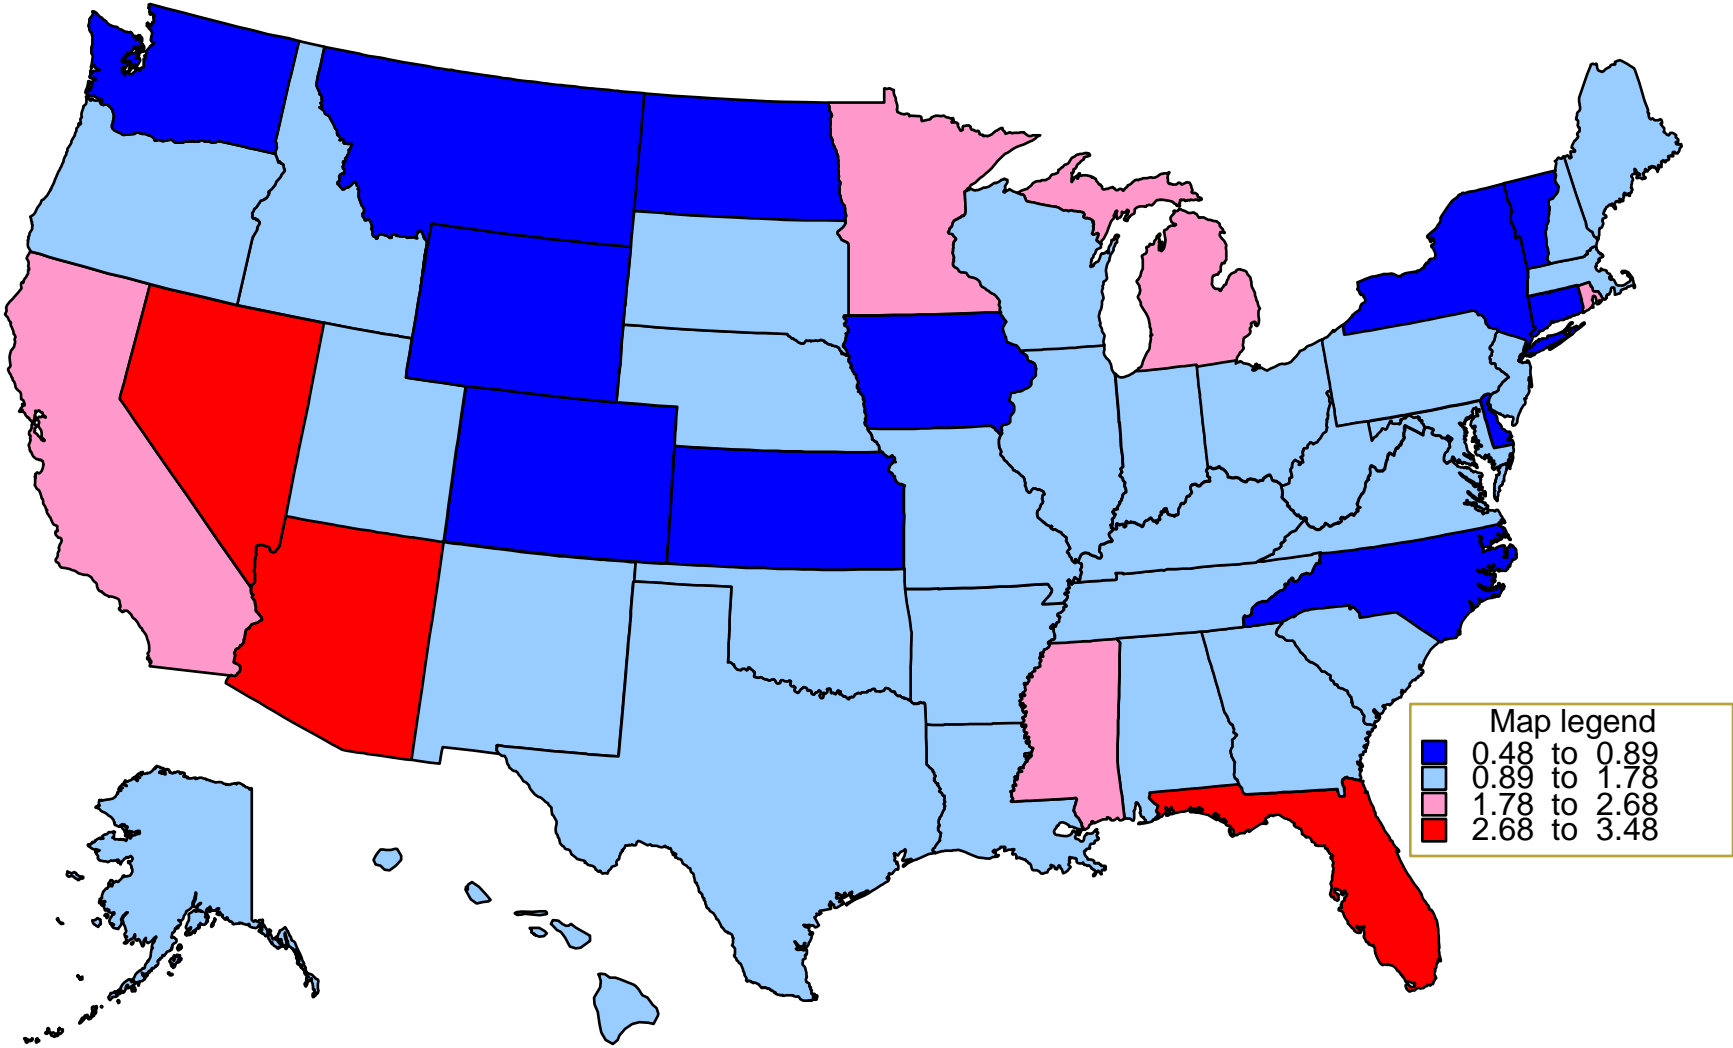 Map legend
0.48 to 0.89
0.89 to 1.78
1.78 to 2.68
2.68 to 3.48